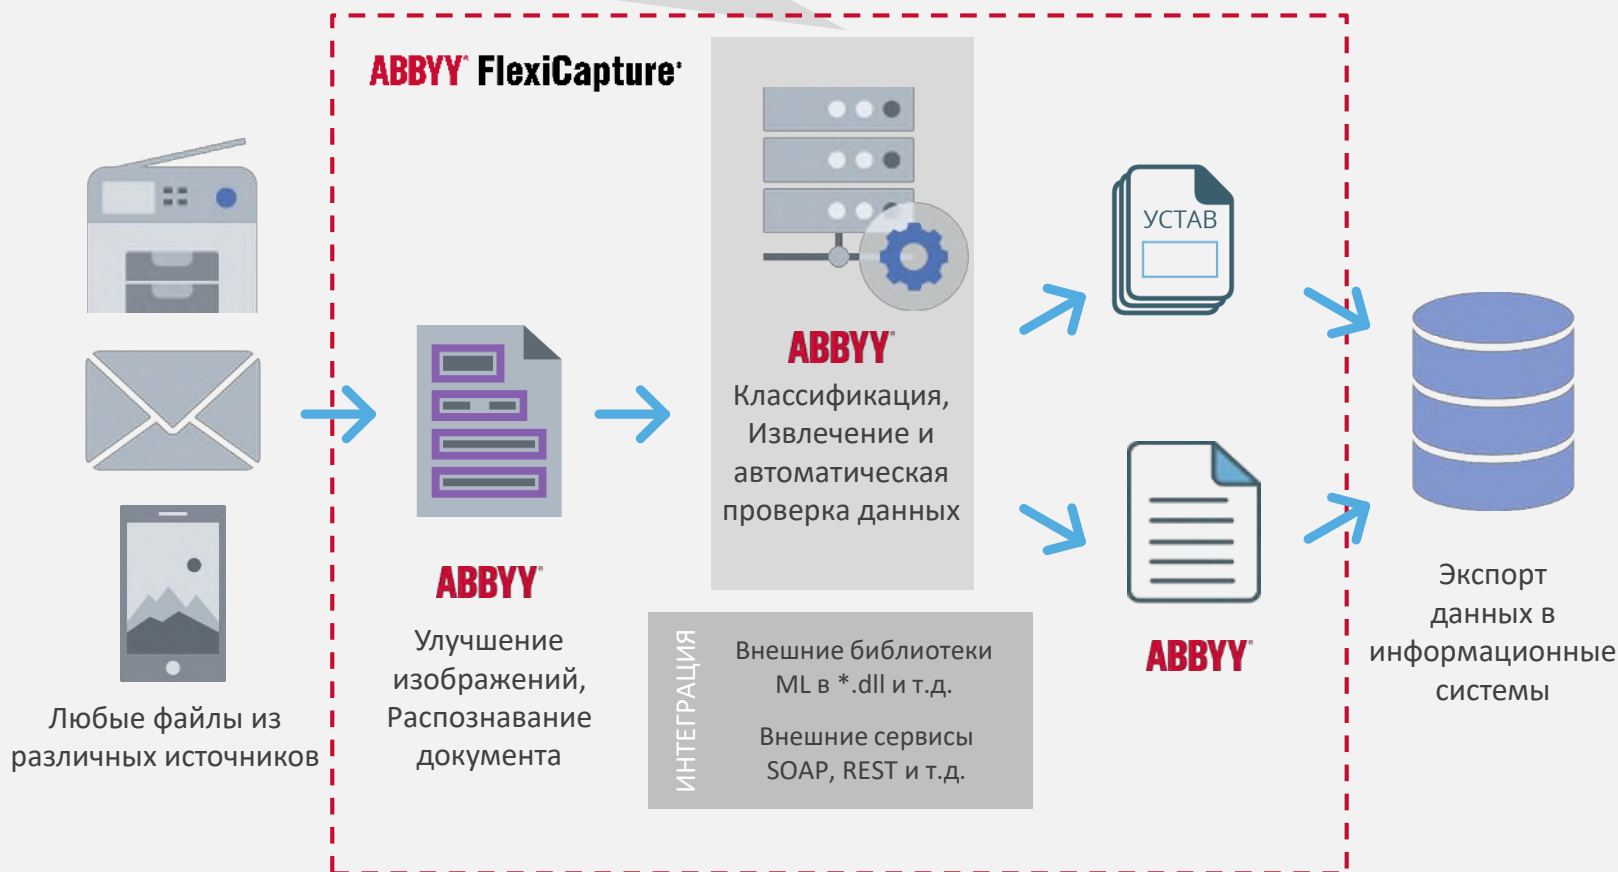 ABBYY® FlexiCapture®
Любые файлы из
различных источников
ABBYY®
Улучшение
изображений,
Распознавание
документа
ABBYY®
Классификация,
Извлечение и
автоматическая
проверка данных
ИНТЕГРАЦИЯ
Внешние библиотеки
ML в *.dll и т.д.
Внешние сервисы
SOAP, REST и т.д.
УСТАВ
ABBYY®
Экспорт
данных в
информационные
системы